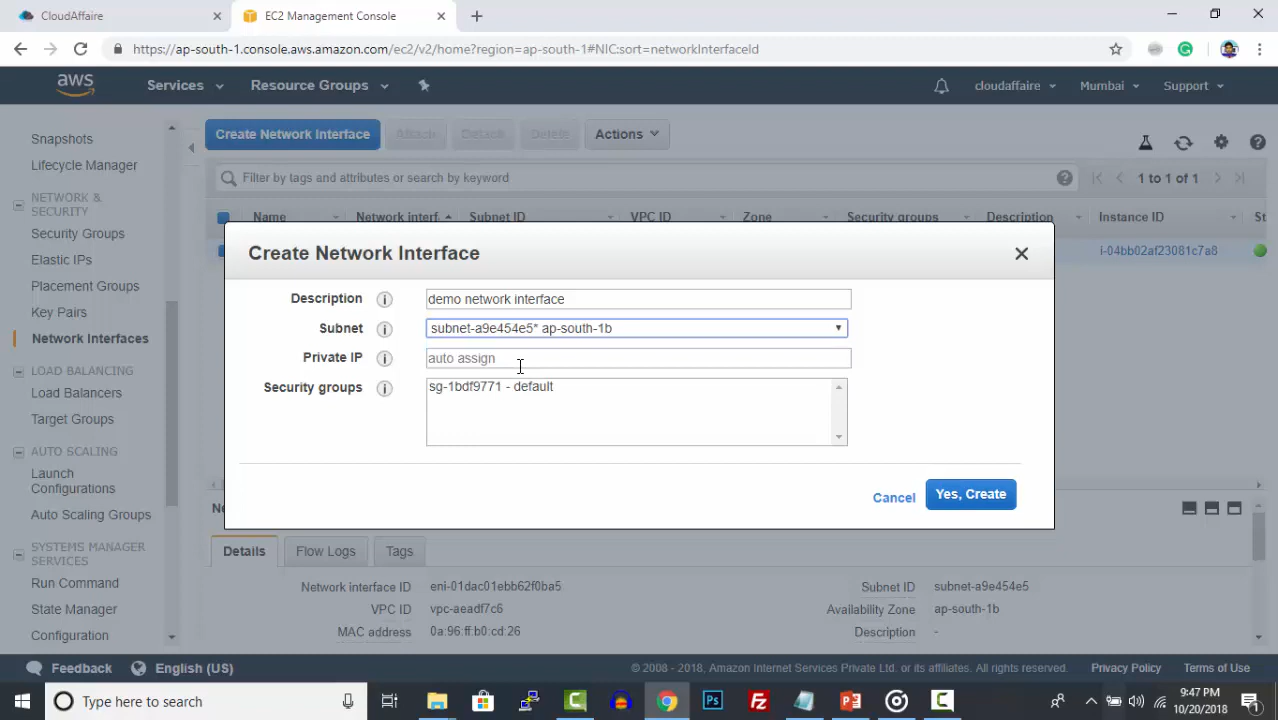 CloudAffaire
EC2 Management Console
https://ap-south-1.console.aws.amazon.com/ec2/v2/home?region=ap-south-1#NIC:sort=networkInterfaceId
aws
Services
Resource Groups
cloudaffaire
Mumbai
Support
Snapshots
Lifecycle Manager
NETWORK & SECURITY
Security Groups
Elastic IPs
Placement Groups
Key Pairs
Network Interfaces
LOAD BALANCING
Load Balancers
Target Groups
AUTO SCALING
Launch Configurations
Auto Scaling Groups
SYSTEMS MANAGER SERVICES
Run Command
State Manager
Configuration
Create Network Interface
Attach
Detach
Delete
Actions
Filter by tags and attributes or search by keyword
1 to 1 of 1
Name
Network interf.
Subnet ID
VPC ID
Zone
Security groups
Description
Instance ID
St
i-04bb02af23081c7a8
Create Network Interface
Description
demo network interface
Subnet
subnet-a9e454e5* ap-south-1b
Private IP
auto assign
Security groups
sg-1bdf9771 - default
Cancel
Yes, Create
Ne
Details
Flow Logs
Tags
Network interface ID
eni-01dac01ebb62f0ba5
Subnet ID
subnet-a9e454e5
VPC ID
vpc-aeadf7c6
Availability Zone
ap-south-1b
MAC address
0a:96:ff:b0:cd:26
Description
-
Feedback
English (US)
© 2008 - 2018, Amazon Internet Services Private Ltd. or its affiliates. All rights reserved.
Privacy Policy
Terms of Use
Type here to search
9:47 PM
10/20/2018